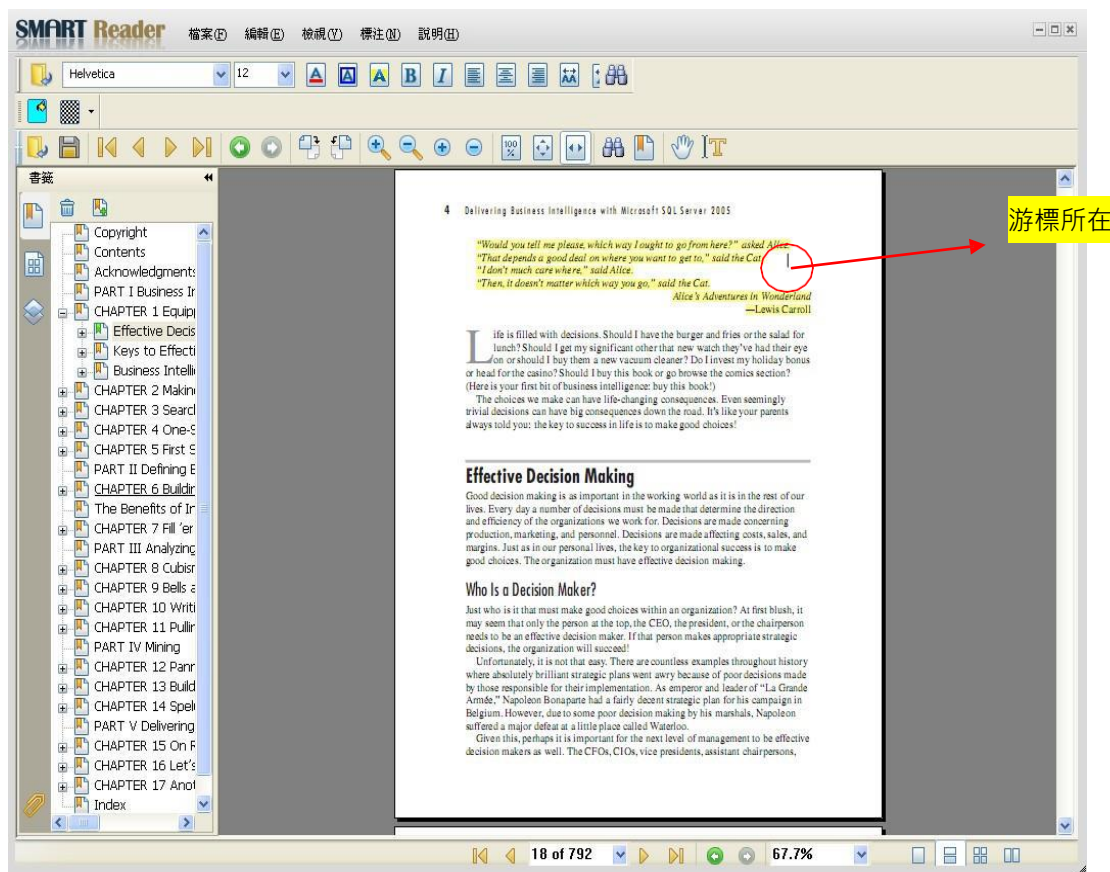 SMART Reader 檔案(F) 編輯(E) 檢視(V) 標注(N) 説明(H)
Helvetica 12
書籤
Copyright
Contents
Acknowledgments
PART I Business Ir
CHAPTER 1 Equip
Effective Decis
Keys to Effecti
Business Intelli
CHAPTER 2 Makin
CHAPTER 3 Searcl
CHAPTER 4 One-S
CHAPTER 5 First S
PART II Defining E
CHAPTER 6 Buildir
The Benefits of Ir
CHAPTER 7 Fill 'er
PART III Analyzing
CHAPTER 8 Cubisr
CHAPTER 9 Bells a
CHAPTER 10 Writi
CHAPTER 11 Pullir
PART IV Mining
CHAPTER 12 Panr
CHAPTER 13 Build
CHAPTER 14 Spel
PART V Delivering
CHAPTER 15 On F
CHAPTER 16 Let's
CHAPTER 17 Anot
Index
4 Delivering Business Intelligence with Microsoft SQL Server 2005
游標所在
"Would you tell me please, which way I ought to go from here?" asked Alice.
"That depends a good deal on where you want to get to," said the Cat.
"I don't much care where," said Alice.
"Then, it doesn't matter which way you go," said the Cat.
Alice's Adventures in Wonderland
—Lewis Carroll
Life is filled with decisions. Should I have the burger and fries or the salad for
lunch? Should I get my significant other that new watch they've had their eye
on or should I buy them a new vacuum cleaner? Do I invest my holiday bonus
or head for the casino? Should I buy this book or go browse the comics section?
(Here is your first bit of business intelligence: buy this book!)
The choices we make can have life-changing consequences. Even seemingly
trivial decisions can have big consequences down the road. It's like your parents
always told you: the key to success in life is to make good choices!
Effective Decision Making
Good decision making is as important in the working world as it is in the rest of our
lives. Every day a number of decisions must be made that determine the direction
and efficiency of the organizations we work for. Decisions are made concerning
production, marketing, and personnel. Decisions are made affecting costs, sales, and
margins. Just as in our personal lives, the key to organizational success is to make
good choices. The organization must have effective decision making.
Who Is a Decision Maker?
Just who is it that must make good choices within an organization? At first blush, it
may seem that only the person at the top, the CEO, the president, or the chairperson
needs to be an effective decision maker. If that person makes appropriate strategic
decisions, the organization will succeed!
Unfortunately, it is not that easy. There are countless examples throughout history
where absolutely brilliant strategic plans went awry because of poor decisions made
by those responsible for their implementation. As emperor and leader of "La Grande
Armée," Napoleon Bonaparte had a fairly decent strategic plan for his campaign in
Belgium. However, due to some poor decision making by his marshals, Napoleon
suffered a major defeat at a little place called Waterloo.
Given this, perhaps it is important for the next level of management to be effective
decision makers as well. The CFOs, CIOs, vice presidents, assistant chairpersons,
18 of 792 67.7%